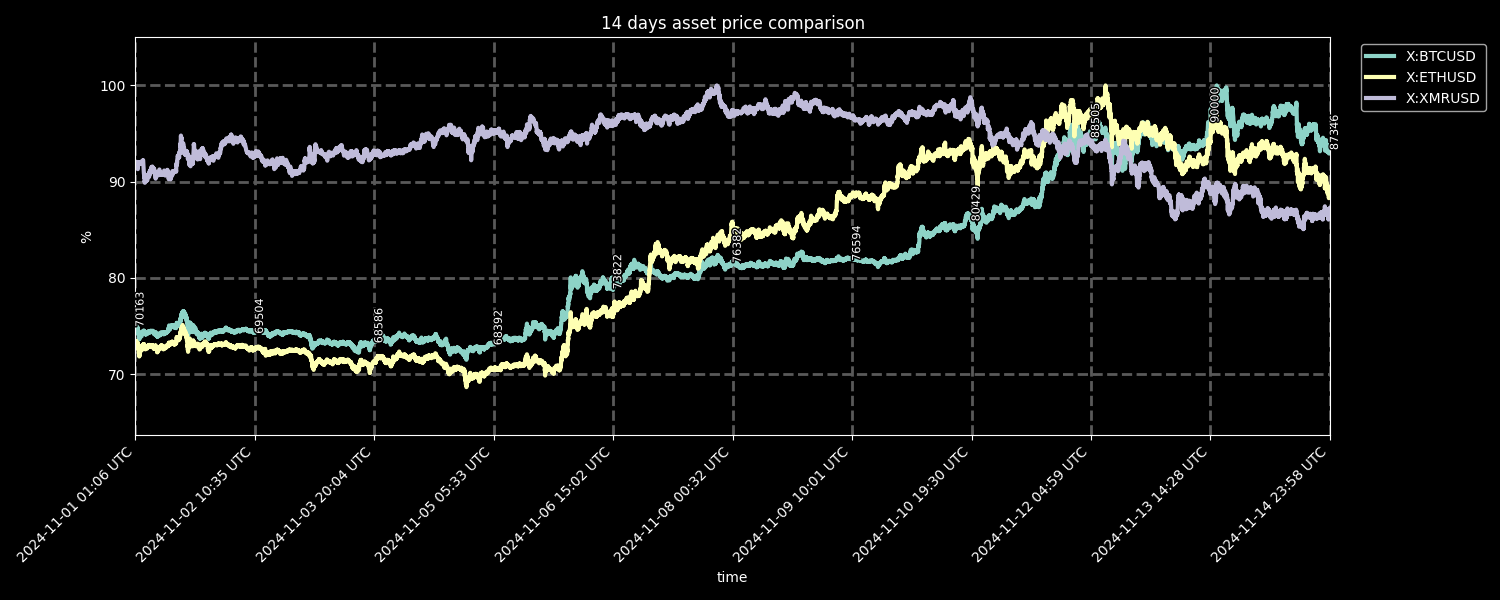 14 days asset price comparison
X:BTCUSD
X:ETHUSD
X:XMRUSD
100
90
80
70
%
70163
69504
68586
68392
73822
76382
76594
80429
88505
90000
87346
2024-11-01 01:06 UTC
2024-11-02 10:35 UTC
2024-11-03 20:04 UTC
2024-11-05 05:33 UTC
2024-11-06 15:02 UTC
2024-11-08 00:32 UTC
2024-11-09 10:01 UTC
2024-11-10 19:30 UTC
2024-11-12 04:59 UTC
2024-11-13 14:28 UTC
2024-11-14 23:58 UTC
time